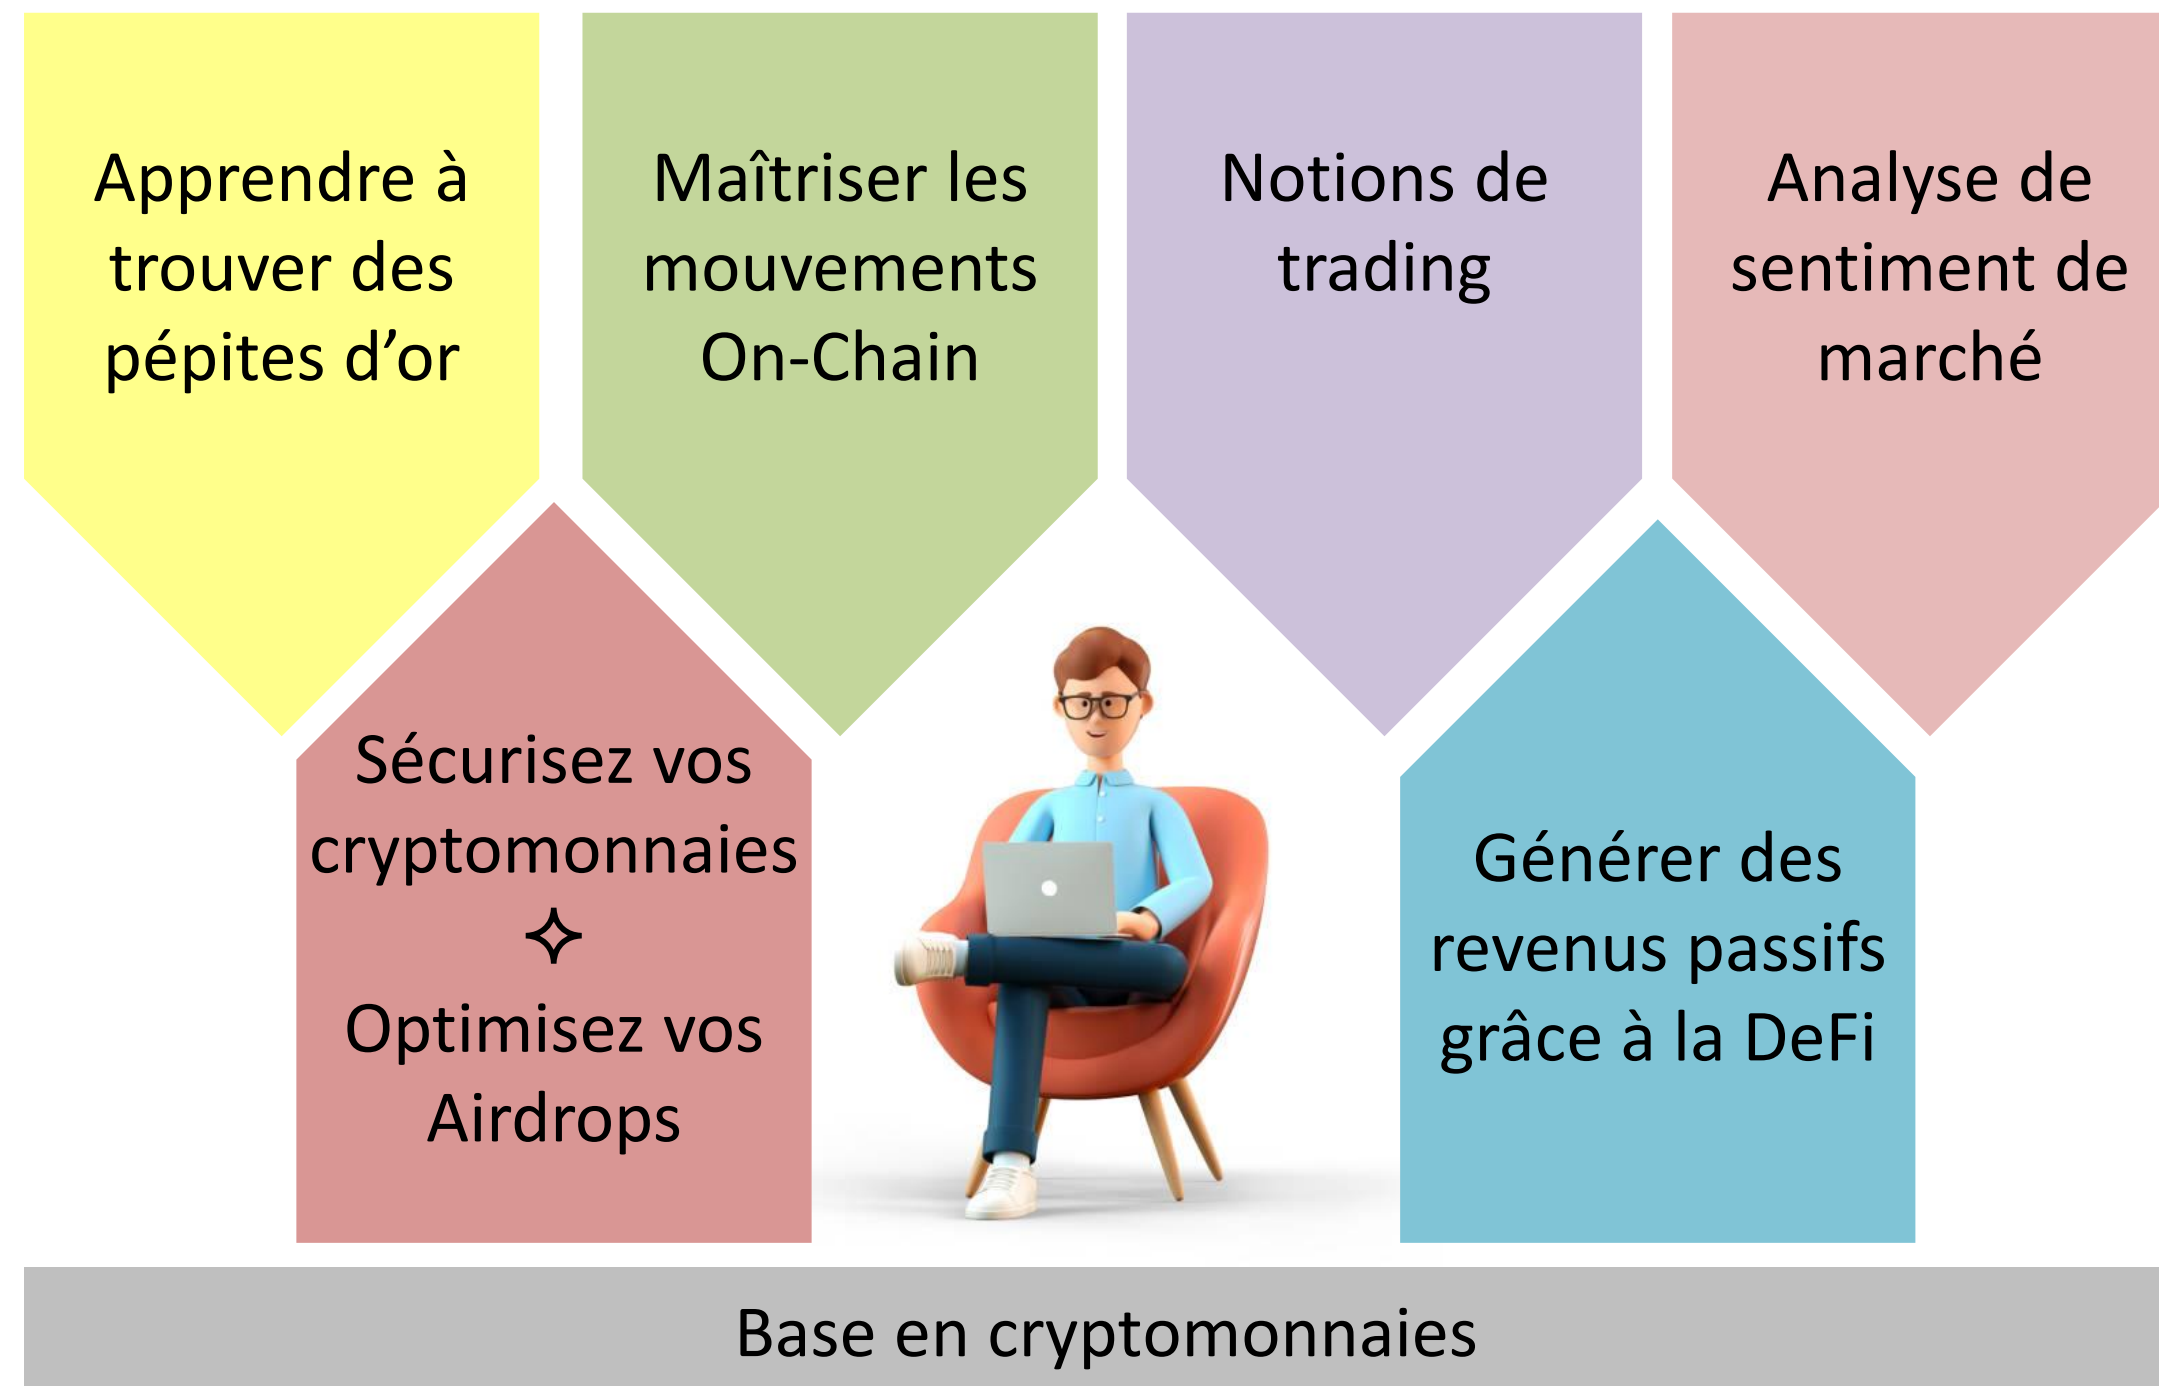 Apprendre à
trouver des
pépites d’or
Maîtriser les
mouvements
On-Chain
Notions de
trading
Analyse de
sentiment de
marché
Sécurisez vos
cryptomonnaies
✧
Optimisez vos
Airdrops
Générer des
revenus passifs
grâce à la DeFi
Base en cryptomonnaies